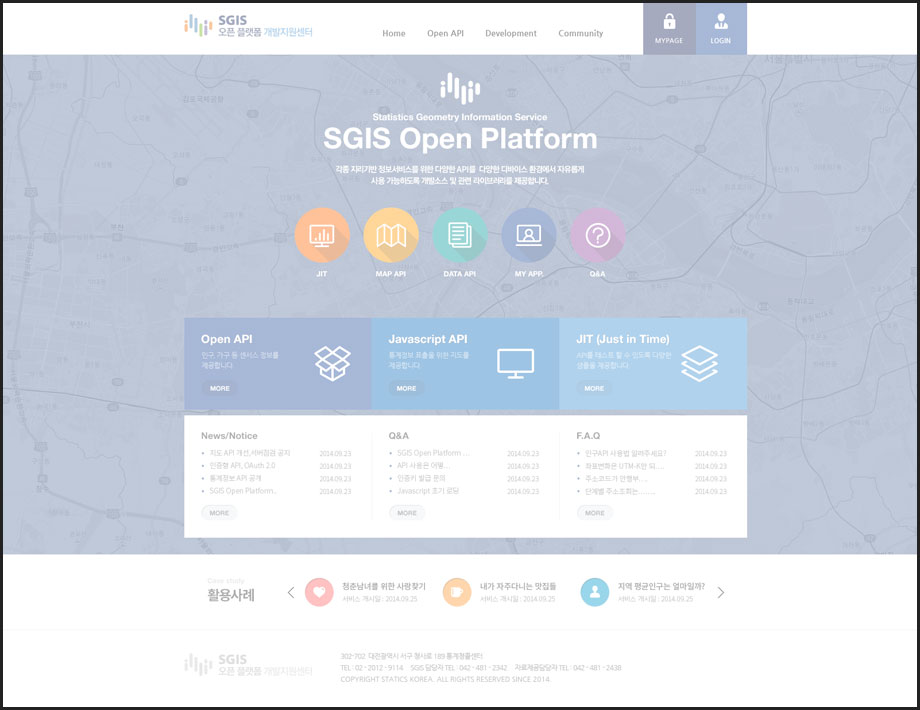 SGIS
오픈 플랫폼 개발지원센터
Home Open API Development Community
MYPAGE LOGIN
Statistics Geometry Information Service
SGIS Open Platform
각종 지리기반 정보서비스를 위한 다양한 API를 다양한 디바이스 환경에서 자유롭게
사용 가능하도록 개발소스 및 관련 라이브러리를 제공합니다.
JIT MAP API DATA API MY APP. Q&A
Open API
인구, 가구 등 센서스 정보를
제공합니다.
MORE
Javascript API
통계정보 표출을 위한 지도를
제공합니다.
MORE
JIT (Just in Time)
API를 테스트 할 수 있도록 다양한
샘플을 제공합니다.
MORE
News/Notice
지도 API 개선,서버점검 공지 2014.09.23
인증형 API, OAuth 2.0 2014.09.23
통계정보 API 공개 2014.09.23
SGIS Open Platform.. 2014.09.23
MORE
Q&A
SGIS Open Platform .... 2014.09.23
API 사용은 어떻.... 2014.09.23
인증키 발급 문의 2014.09.23
Javascript 초기 로딩 2014.09.23
MORE
F.A.Q
인구API 사용법 알려주세요? 2014.09.23
좌표변환은 UTM-K만 되..... 2014.09.23
주소코드가 안행부.... 2014.09.23
단계별 주소조회는........ 2014.09.23
MORE
Case study
활용사례
청춘남녀를 위한 사랑찾기
서비스 개시일 : 2014.09.25
내가 자주다니는 맛집들
서비스 개시일 : 2014.09.25
지역 평균인구는 얼마일까?
서비스 개시일 : 2014.09.25
SGIS
오픈 플랫폼 개발지원센터
302-702 대전광역시 서구 청사로 189 통계청콜센터
TEL : 02 - 2012 - 9114 SGIS 담당자 TEL : 042 - 481 - 2342 자료제공담당자 TEL : 042 - 481 - 2438
COPYRIGHT STATICS KOREA. ALL RIGHTS RESERVED SINCE 2014.